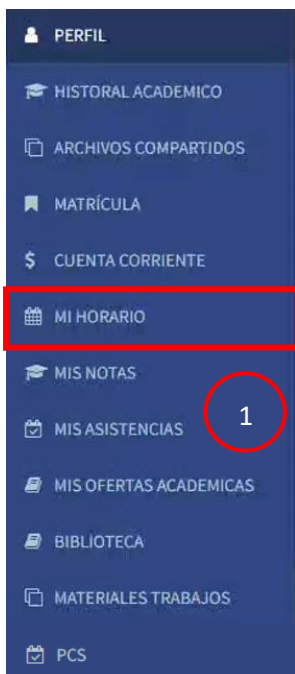 PERFIL
HISTORAL ACADEMICO
ARCHIVOS COMPARTIDOS
MATRÍCULA
$ CUENTA CORRIENTE
MI HORARIO
MIS NOTAS
1
MIS ASISTENCIAS
MIS OFERTAS ACADEMICAS
BIBLIOTECA
MATERIALES TRABAJOS
PCS